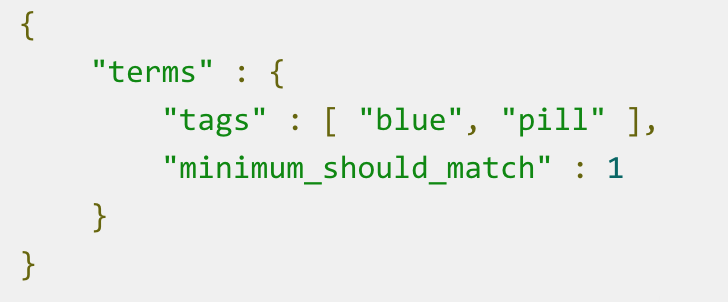 {
    "terms" : {
        "tags" : [ "blue", "pill" ],
        "minimum_should_match" : 1
    }
}